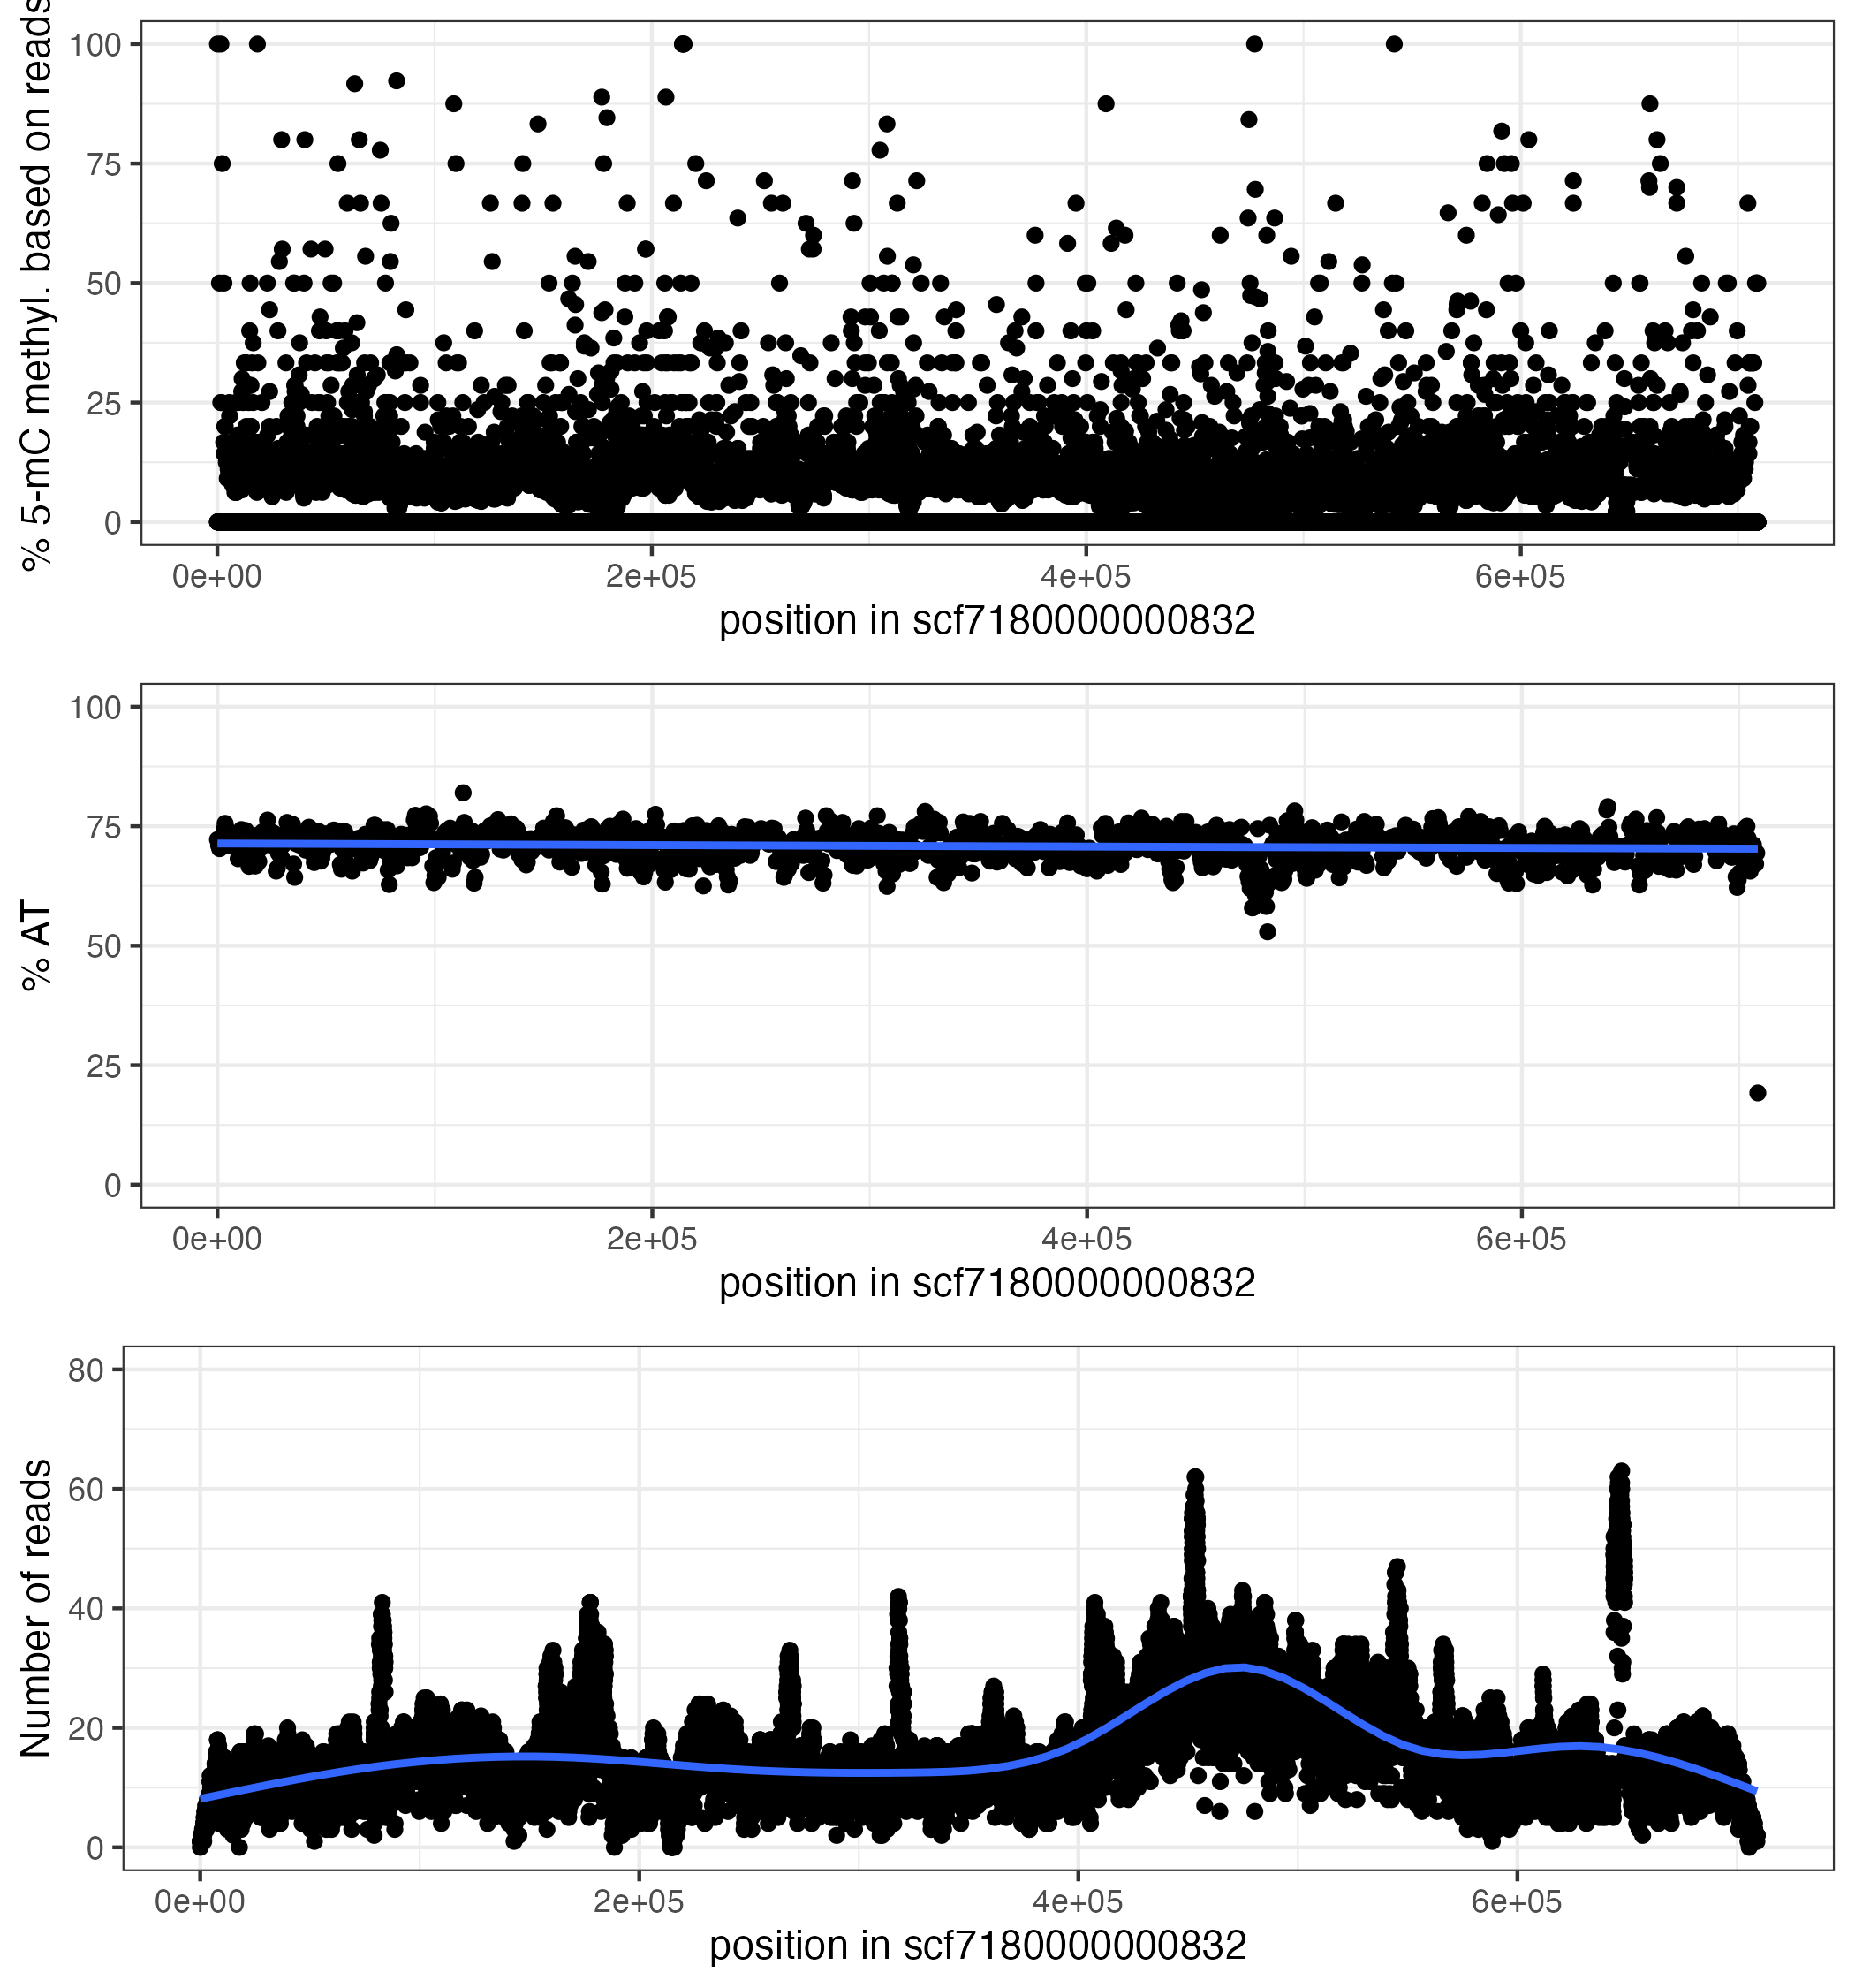 % 5-mC methyl. based on reads
100
75
50
25
0
0e+00 2e+05 4e+05 6e+05
position in scf7180000000832
% AT
100
75
50
25
0
0e+00 2e+05 4e+05 6e+05
position in scf7180000000832
Number of reads
80
60
40
20
0
0e+00 2e+05 4e+05 6e+05
position in scf7180000000832